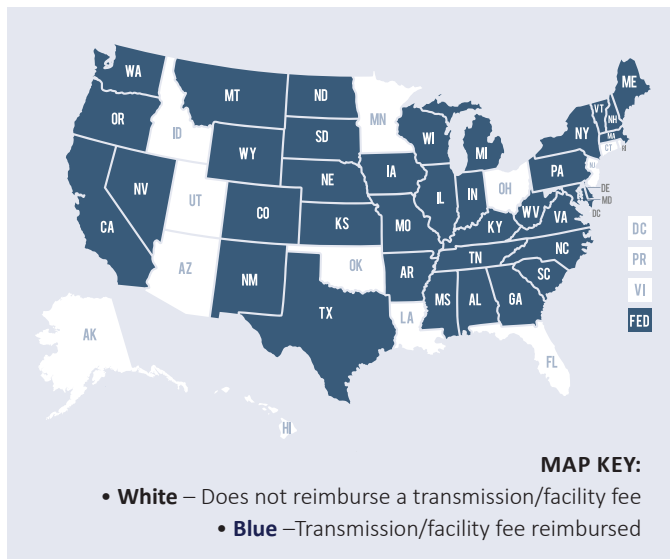 WA
MT
ND
MN
ME
OR
ID
SD
WI
MI
NY
VT
NH
MA
CT
RI
WY
IA
PA
NJ
NV
UT
NE
IL
IN
OH
DE
MD
DC
CA
CO
KS
MO
KY
WV
VA
AZ
NM
OK
AR
TN
NC
SC
TX
LA
MS
AL
GA
FL
AK
HI
DC
PR
VI
FED
MAP KEY:
• White – Does not reimburse a transmission/facility fee
• Blue –Transmission/facility fee reimbursed